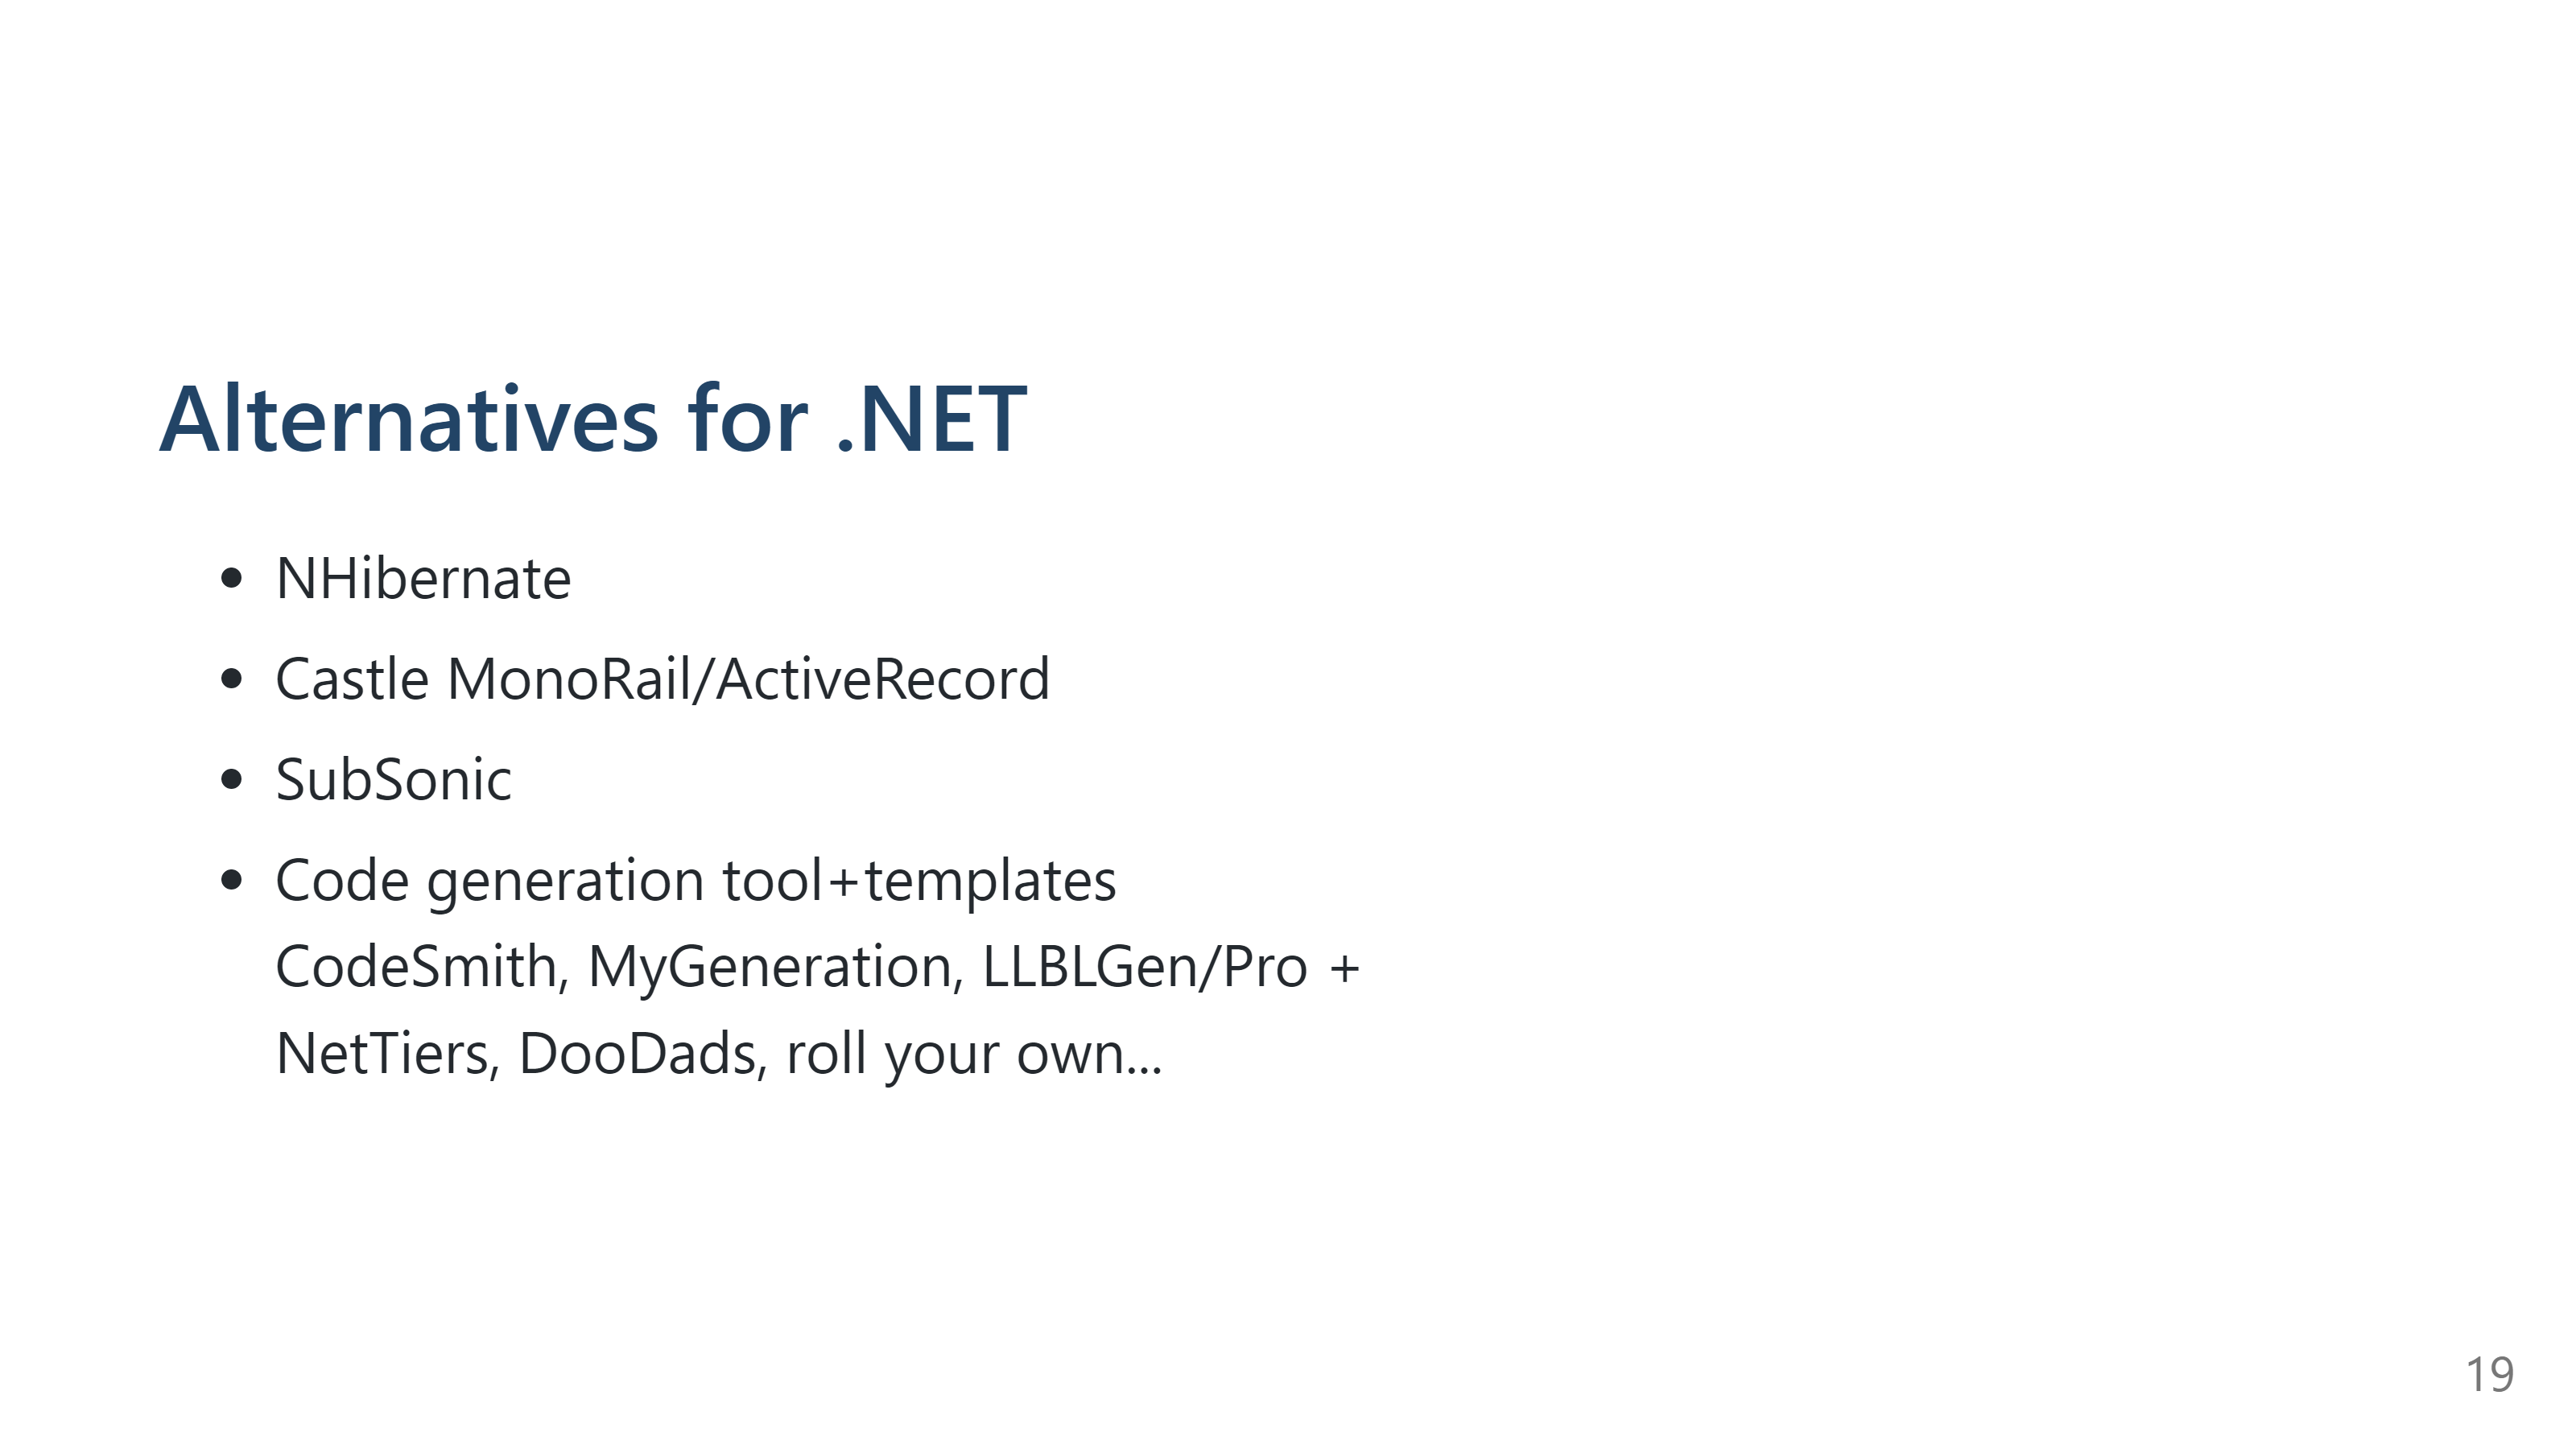 Alternatives for .NET
• NHibernate
• Castle MonoRail/ActiveRecord
• SubSonic
• Code generation tool+templates
CodeSmith, MyGeneration, LLBLGen/Pro +
NetTiers, DooDads, roll your own...
19